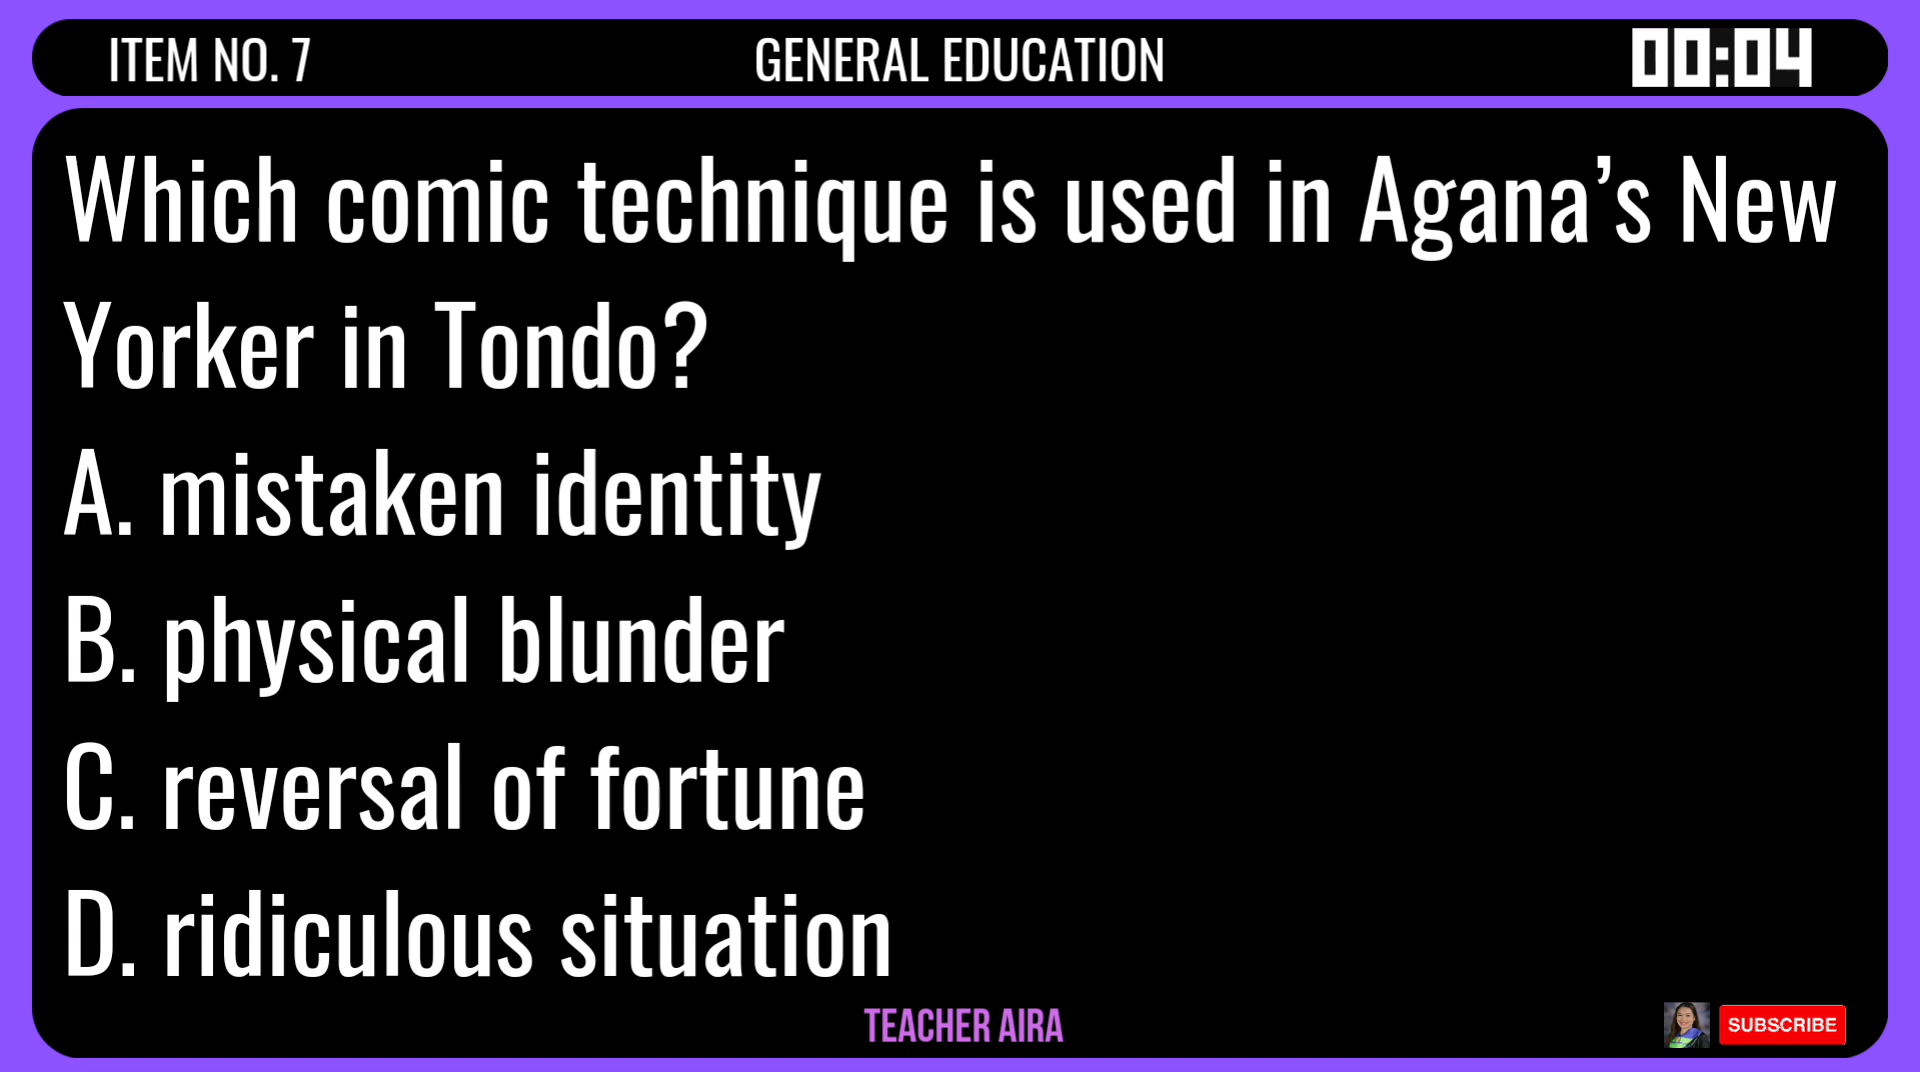 ITEM NO. 7
GENERAL EDUCATION
00:04
Which comic technique is used in Agana’s New
Yorker in Tondo?
A. mistaken identity
B. physical blunder
C. reversal of fortune
D. ridiculous situation
TEACHER AIRA
SUBSCRIBE